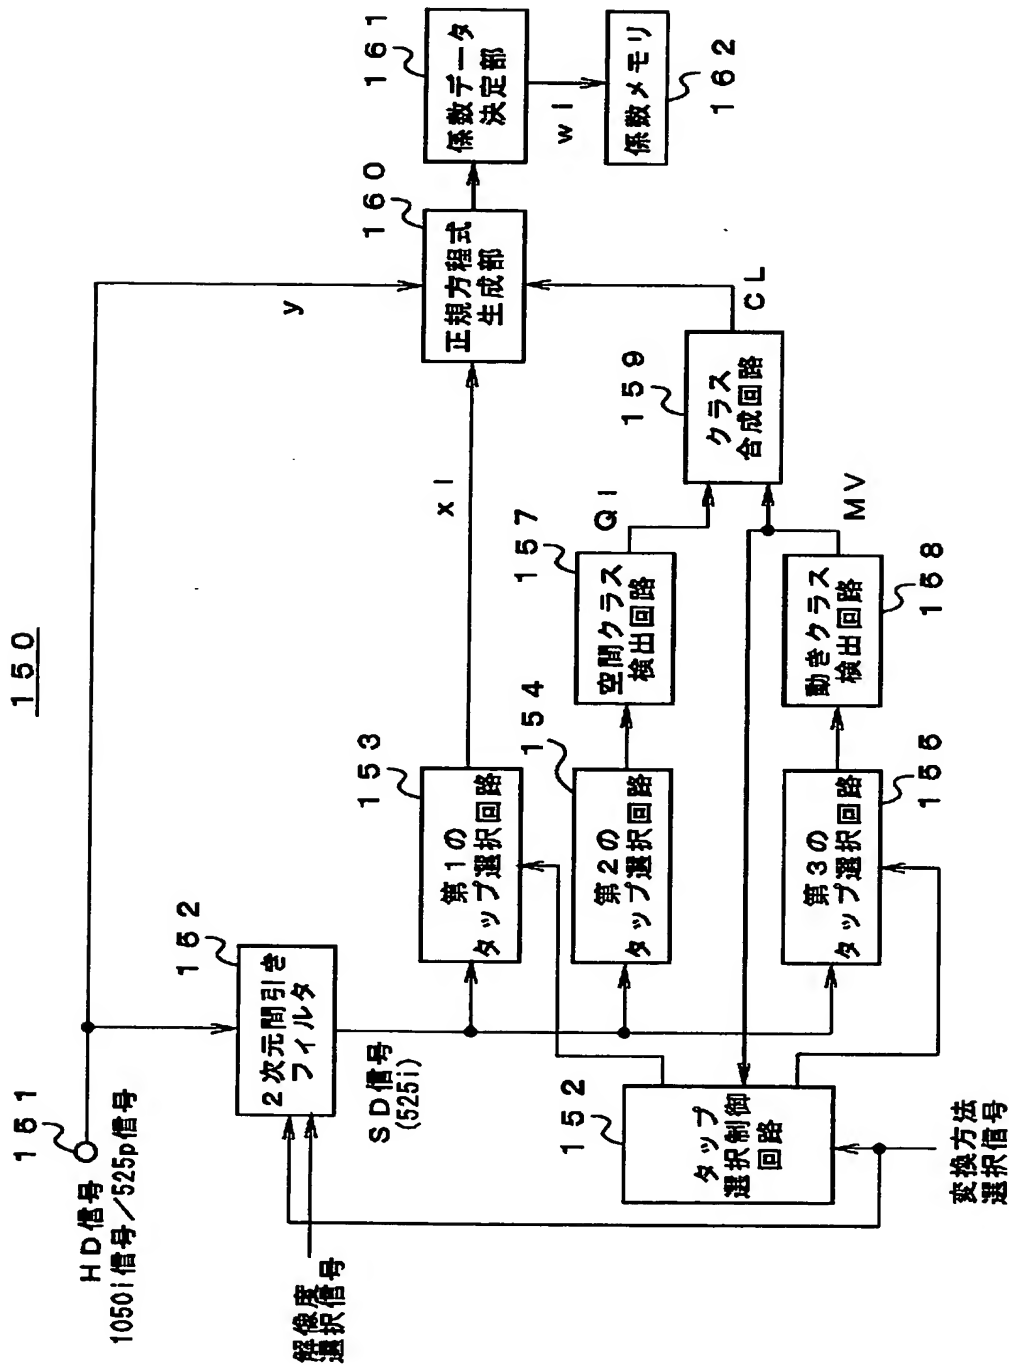 150
151
HD信号
1050i信号/525p信号
152
2次元間引き
フィルタ
解像度
選択信号
SD信号
(525i)
152
タップ
選択制御
回路
変換方法
選択信号
153
第1の
タップ選択回路
154
第2の
タップ選択回路
155
第3の
タップ選択回路
157
空間クラス
検出回路
158
動きクラス
検出回路
QI
MV
159
クラス
合成回路
CL
xi
y
160
正規方程式
生成部
161
係数データ
決定部
wi
係数メモリ
162